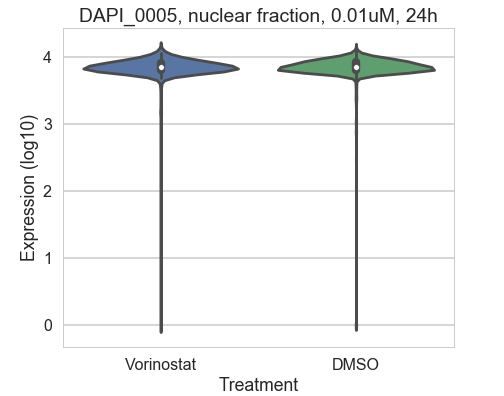 DAPI_0005, nuclear fraction, 0.01uM, 24h
Expression (log10)
4
3
2
1
0
Vorinostat DMSO
Treatment